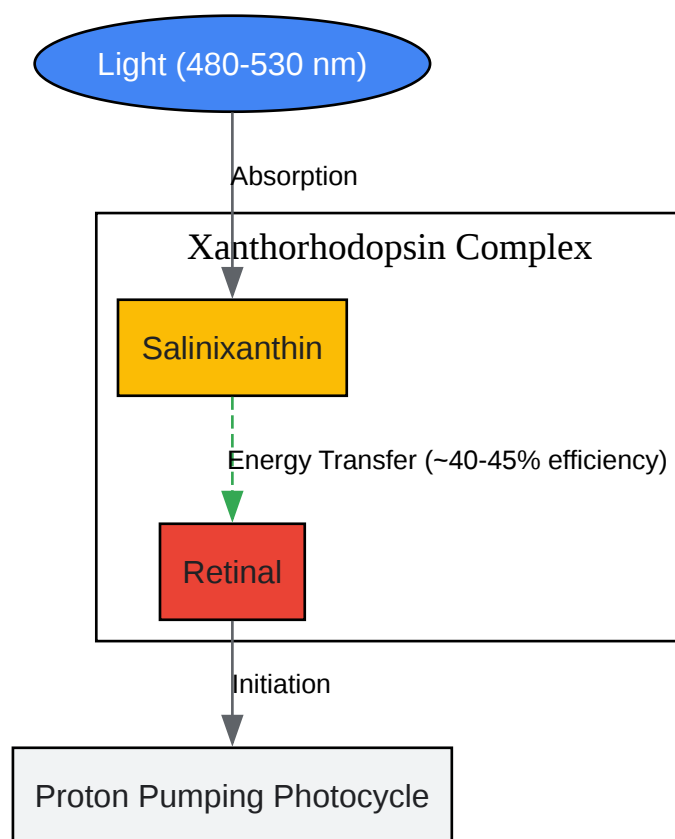 Light (480-530 nm)
Absorption
Xanthorhodopsin Complex
Salinixanthin
Energy Transfer (~40-45% efficiency)
Retinal
Initiation
Proton Pumping Photocycle